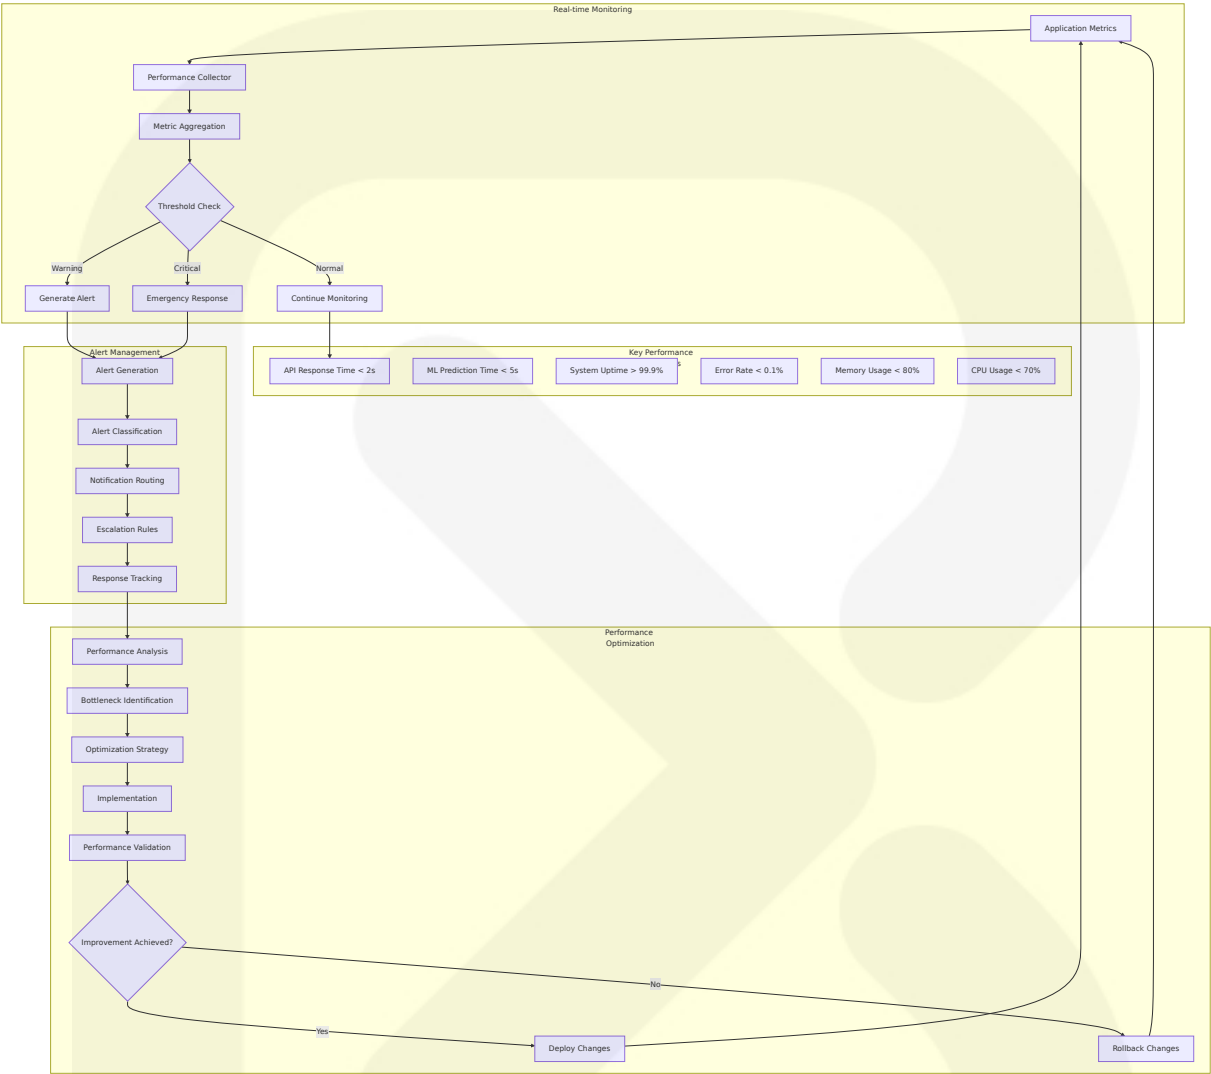 Real-time Monitoring
Application Metrics
Performance Collector
Metric Aggregation
Threshold Check
Warning
Critical
Normal
Generate Alert
Emergency Response
Continue Monitoring
Alert Management
Alert Generation
Alert Classification
Notification Routing
Escalation Rules
Response Tracking
Key Performance
API Response Time < 2s
ML Prediction Time < 5s
System Uptime > 99.9%
Error Rate < 0.1%
Memory Usage < 80%
CPU Usage < 70%
Performance
Optimization
Performance Analysis
Bottleneck Identification
Optimization Strategy
Implementation
Performance Validation
Improvement Achieved?
No
Yes
Deploy Changes
Rollback Changes